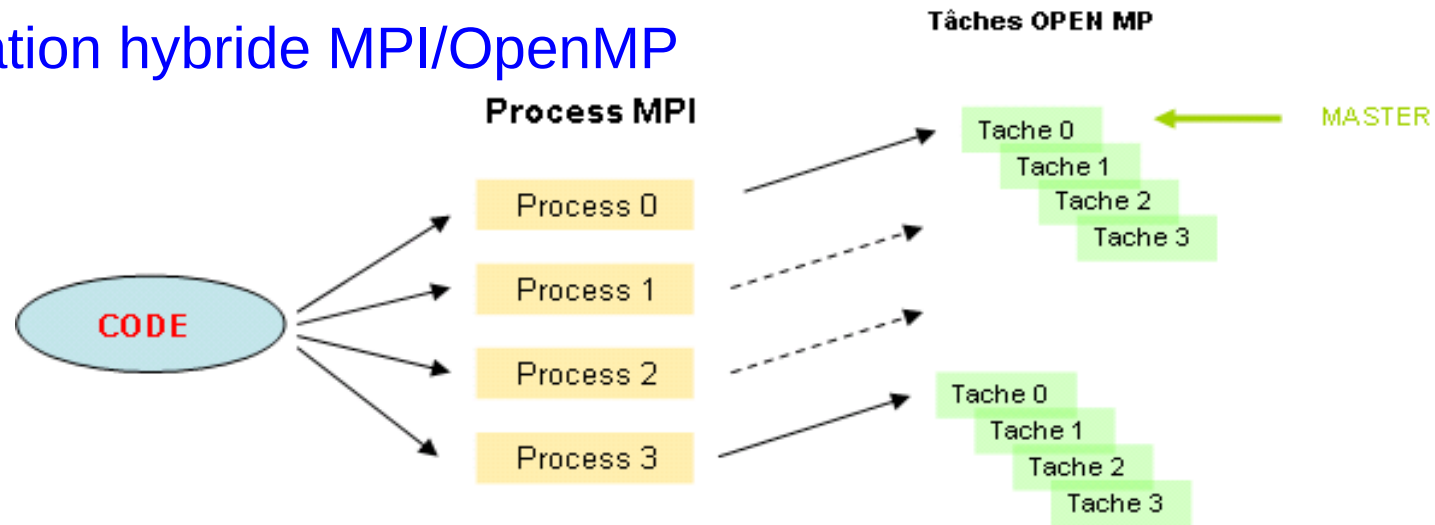 Tâches OPEN MP
ation hybride MPI/OpenMP
Process MPI
MASTER
Tache 0
Tache 1
Tache 2
Tache 3
Process 0
Process 1
CODE
Process 2
Process 3
Tache 0
Tache 1
Tache 2
Tache 3